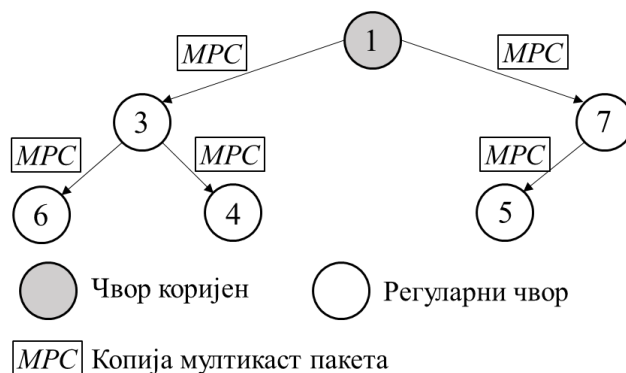 1
MPC
MPC
3
7
MPC
MPC
MPC
6
4
5
Чвор коријен
Регуларни чвор
MPC Копија мултикаст пакета